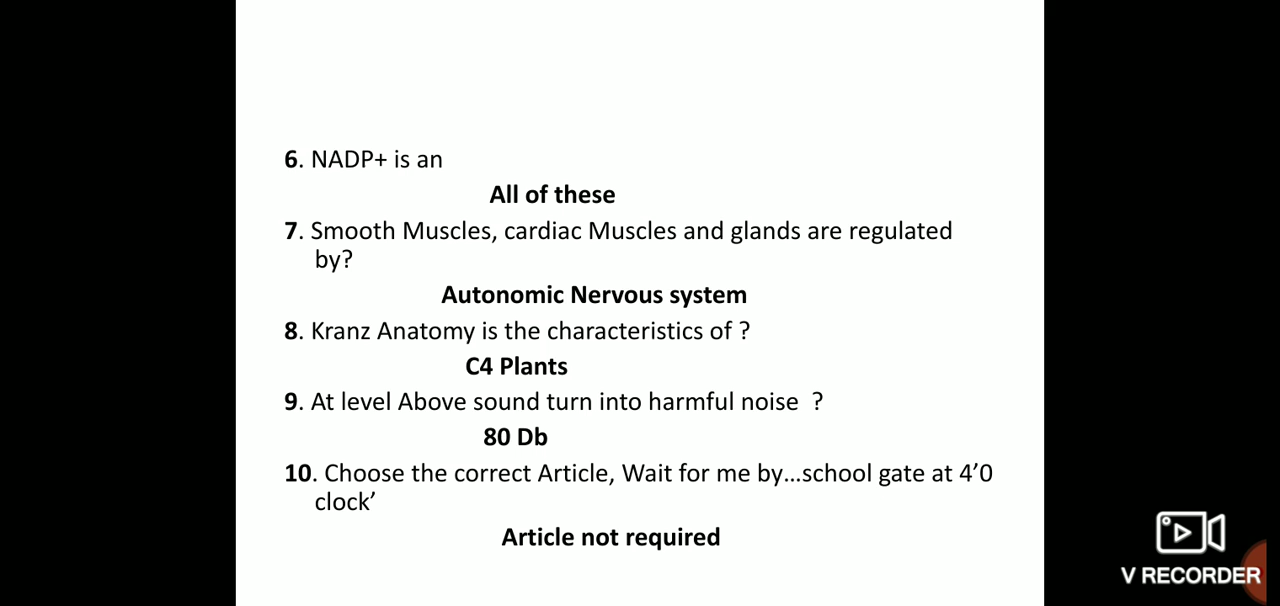 6. NADP+ is an
All of these
7. Smooth Muscles, cardiac Muscles and glands are regulated
by?
Autonomic Nervous system
8. Kranz Anatomy is the characteristics of ?
C4 Plants
9. At level Above sound turn into harmful noise ?
80 Db
10. Choose the correct Article, Wait for me by...school gate at 4’0
clock’
Article not required
V RECORDER